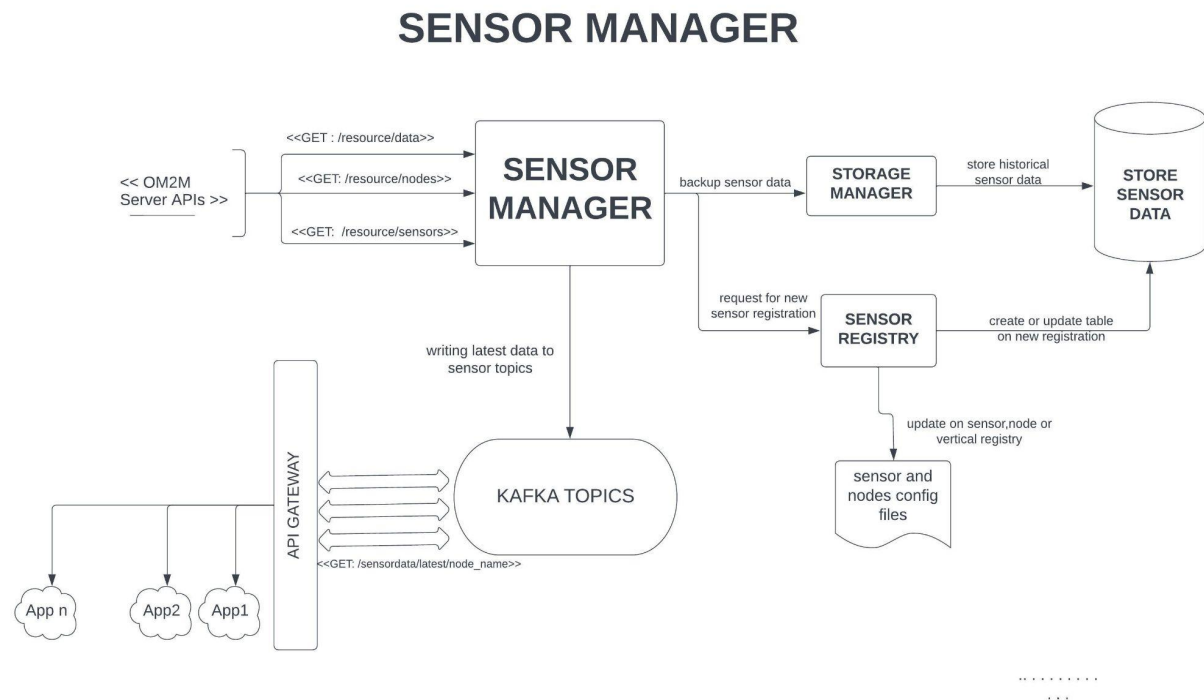 SENSOR MANAGER
<<GET : /resource/data>>
<< OM2M
Server APIs >>
<<GET: /resource/nodes>>
<<GET:  /resource/sensors>>
SENSOR
MANAGER
backup sensor data
STORAGE
MANAGER
store historical
sensor data
STORE
SENSOR
DATA
request for new
sensor registration
SENSOR
REGISTRY
create or update table
on new registration
writing latest data to
sensor topics
update on sensor,node or
vertical registry
API GATEWAY
KAFKA TOPICS
sensor and
nodes config
files
<<GET: /sensordata/latest/node_name>>
App n
App2
App1